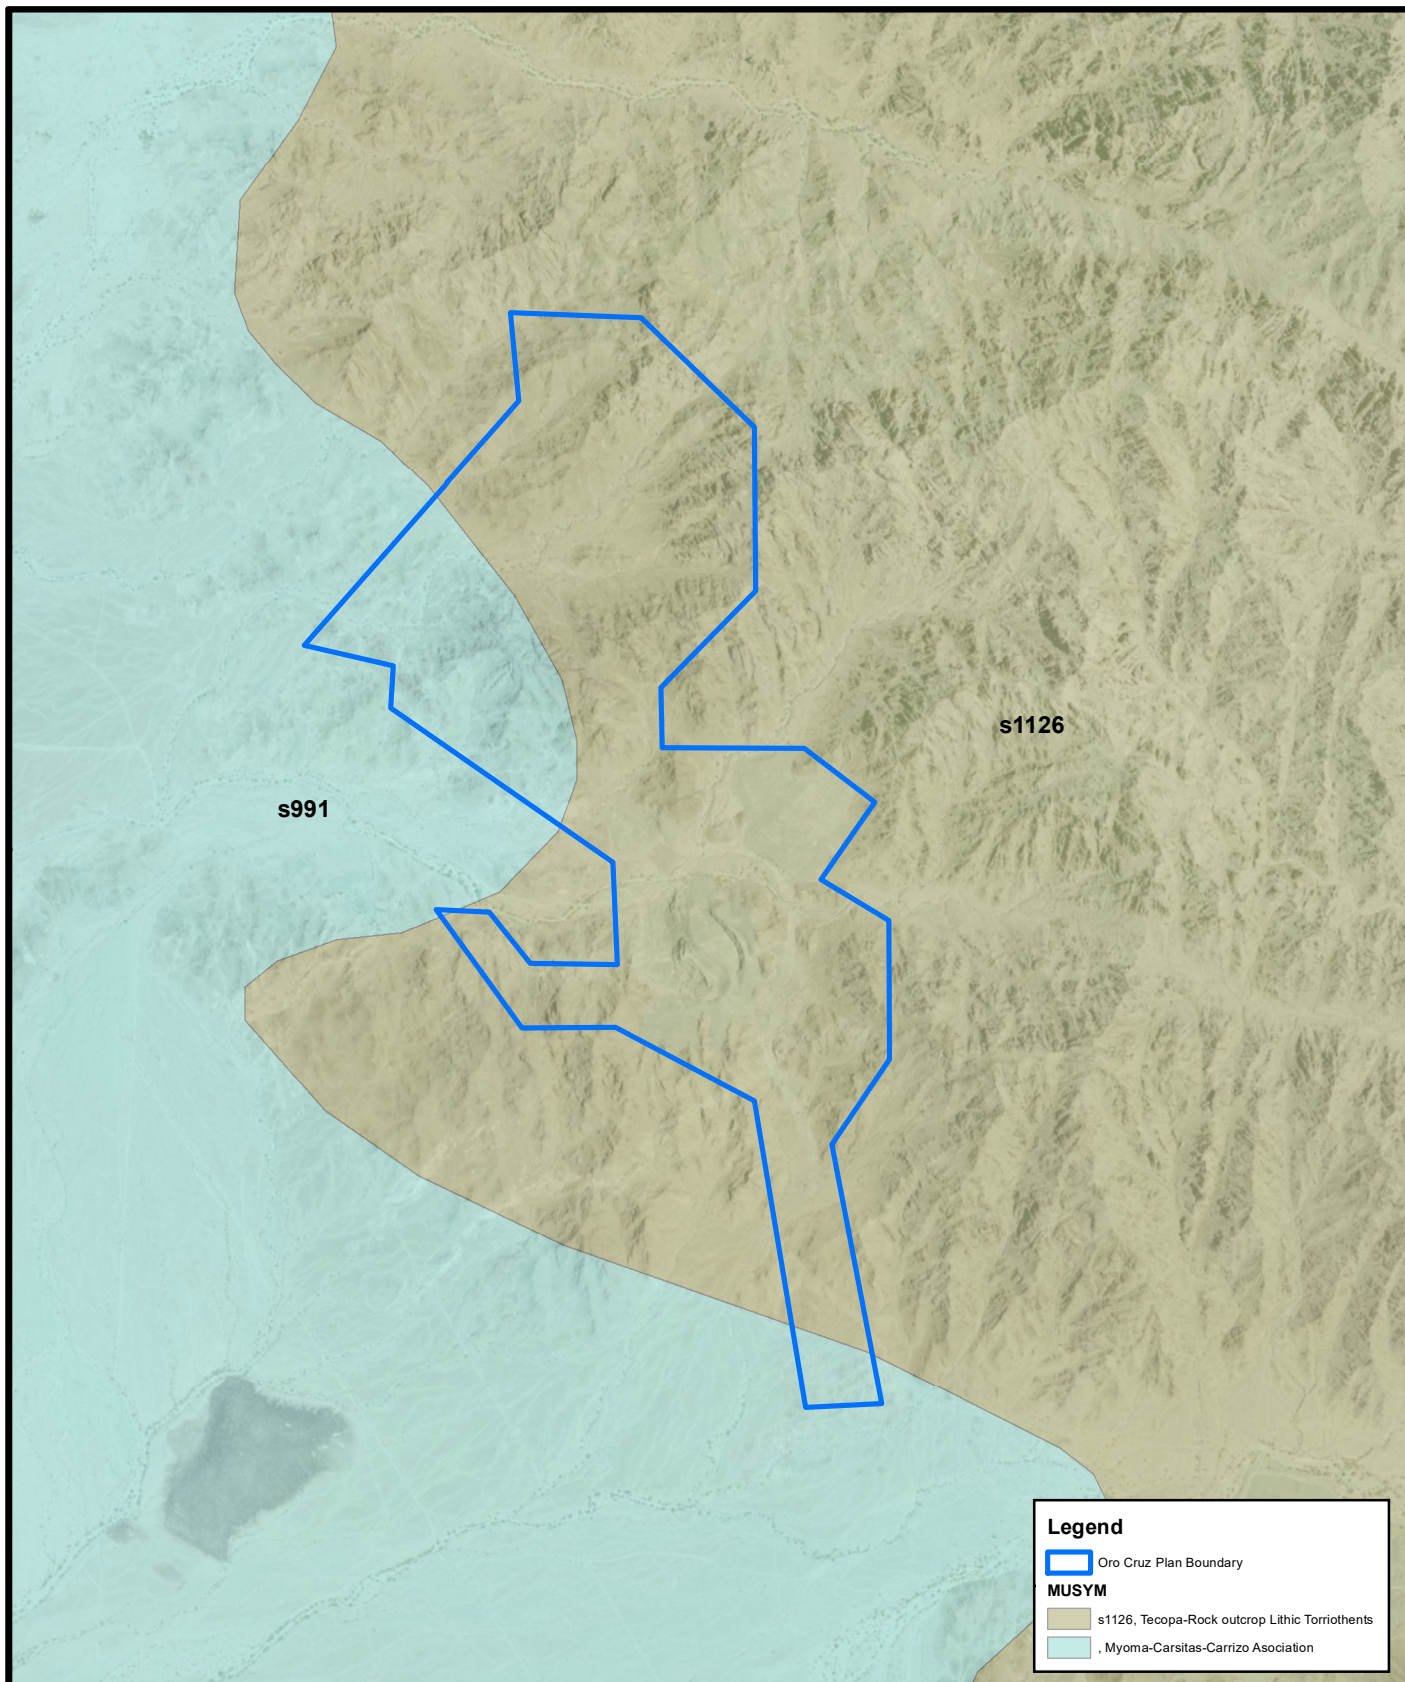 s1126
s991
Legend
Oro Cruz Plan Boundary
MUSYM
s1126, Tecopa-Rock outcrop Lithic Torriothents
, Myoma-Carsitas-Carrizo Asociation